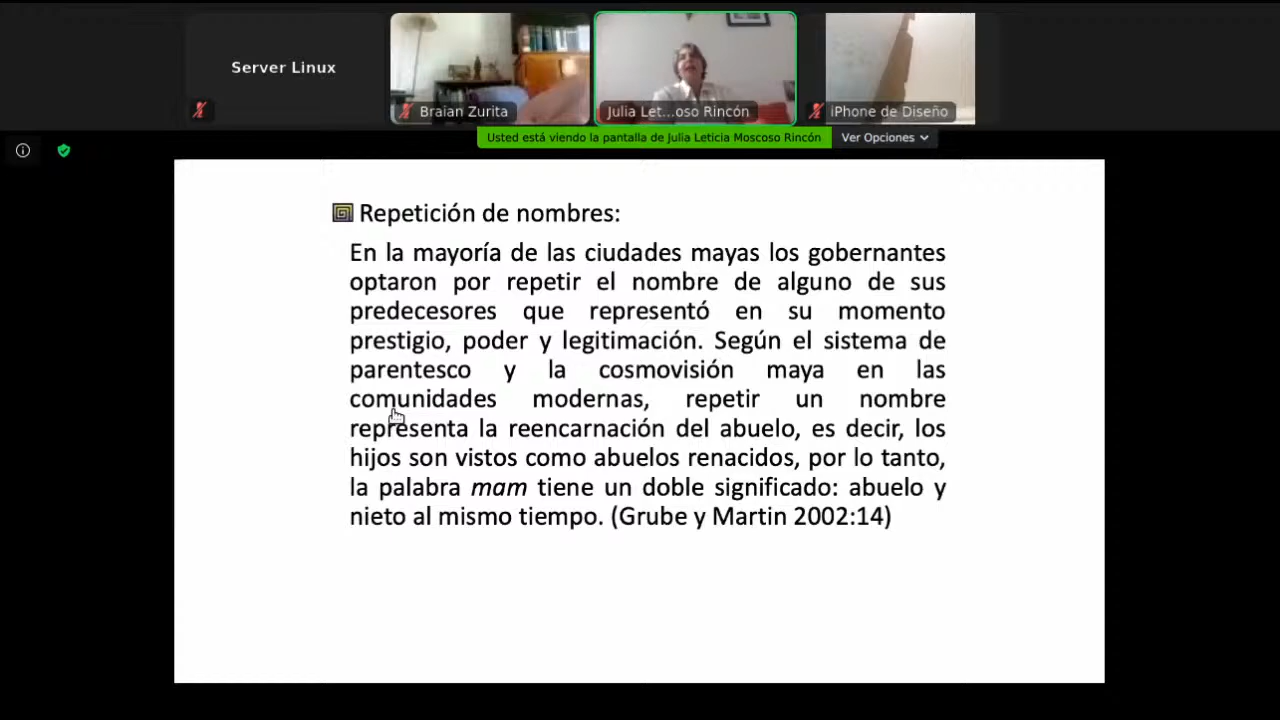 Server Linux
Braian Zurita
Julia Let...oso Rincón
iPhone de Diseño
Usted está viendo la pantalla de Julia Leticia Moscoso Rincón
Ver Opciones
Repetición de nombres:
En la mayoría de las ciudades mayas los gobernantes
optaron por repetir el nombre de alguno de sus
predecesores que representó en su momento
prestigio, poder y legitimación. Según el sistema de
parentesco y la cosmovisión maya en las
comunidades modernas, repetir un nombre
representa la reencarnación del abuelo, es decir, los
hijos son vistos como abuelos renacidos, por lo tanto,
la palabra mam tiene un doble significado: abuelo y
nieto al mismo tiempo. (Grube y Martin 2002:14)